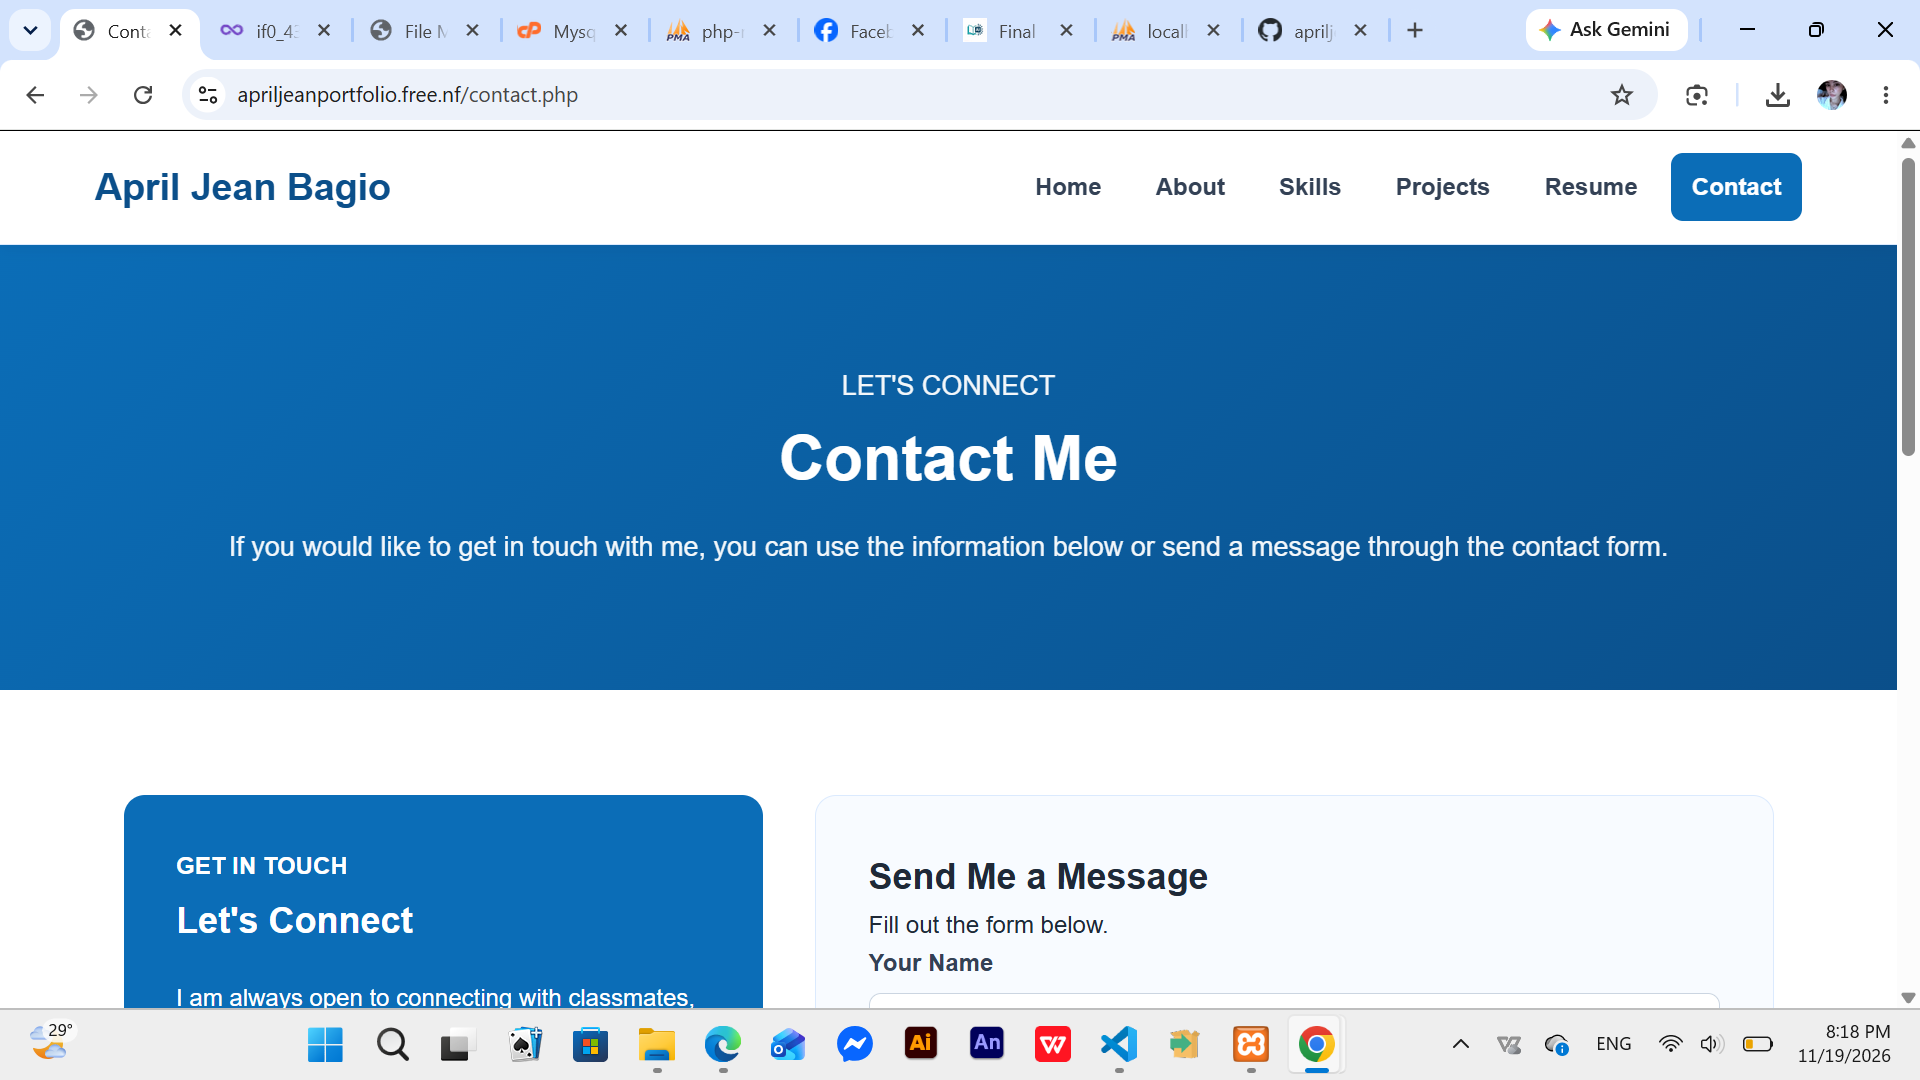 Conta
if0_43
File M
Mysq
php-
Faceb
Final
locall
aprilj
Ask Gemini
apriljeanportfolio.free.nf/contact.php
April Jean Bagio
Home
About
Skills
Projects
Resume
Contact
LET'S CONNECT
Contact Me
If you would like to get in touch with me, you can use the information below or send a message through the contact form.
GET IN TOUCH
Let's Connect
I am always open to connecting with classmates,
Send Me a Message
Fill out the form below.
Your Name
29°
Ai
An
ENG
8:18 PM
11/19/2026